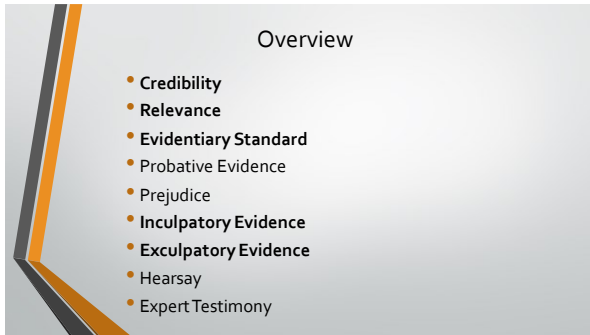 Overview
• Credibility
• Relevance
• Evidentiary Standard
• Probative Evidence
• Prejudice
• Inculpatory Evidence
• Exculpatory Evidence
• Hearsay
• Expert Testimony